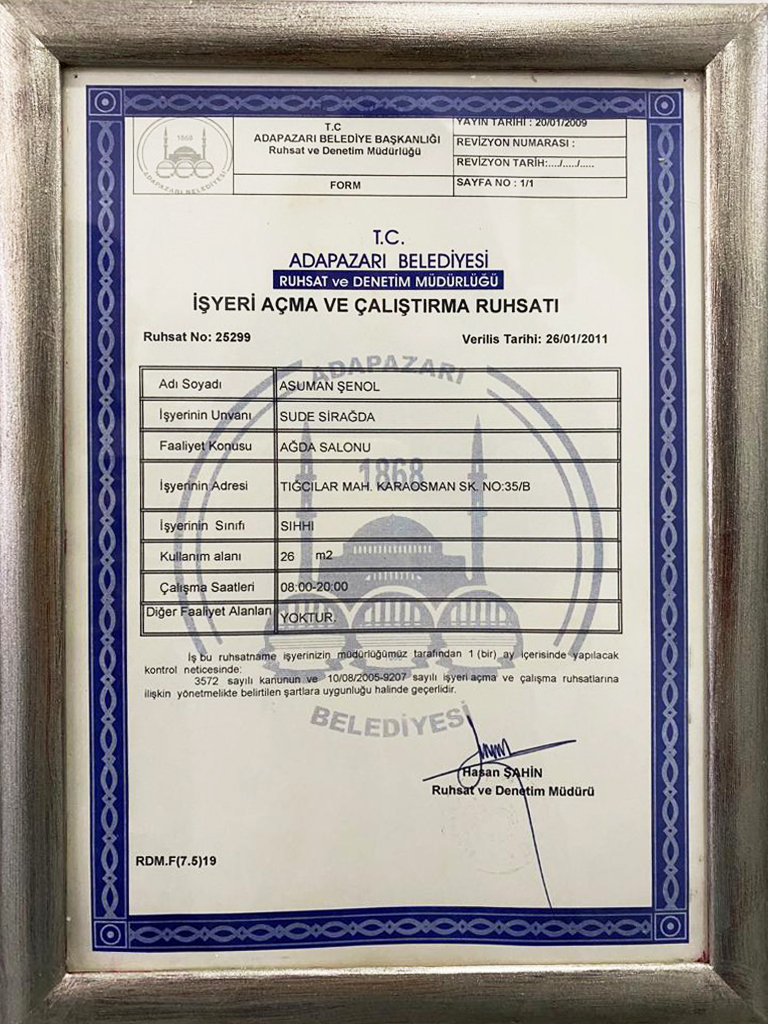 1868
ADAPAZARI BELEDİYESİ
T.C
ADAPAZARI BELEDİYE BAŞKANLIĞI
Ruhsat ve Denetim Müdürlüğü
FORM
YAYIN TARİHİ : 20/01/2009
REVİZYON NUMARASI :
REVİZYON TARİH:..../...../.....
SAYFA NO : 1/1
T.C.
ADAPAZARI BELEDİYESİ
RUHSAT ve DENETİM MÜDÜRLÜĞÜ
İŞYERİ AÇMA VE ÇALIŞTIRMA RUHSATI
Ruhsat No: 25299 Verilis Tarihi: 26/01/2011
ADAPAZARI
Adı Soyadı ASUMAN ŞENOL
İşyerinin Unvanı SUDE SİRAĞDA
Faaliyet Konusu AĞDA SALONU
1868
İşyerinin Adresi TIĞCILAR MAH. KARAOSMAN SK. NO:35/B
İşyerinin Sınıfı SIHHI
Kullanım alanı 26 m2
Çalışma Saatleri 08:00-20:00
Diğer Faaliyet Alanları YOKTUR.
İş bu ruhsatname işyerinizin müdürlüğümüz tarafından 1 (bir) ay içerisinde yapılacak
kontrol neticesinde;
3572 sayılı kanunun ve 10/08/2005-9207 sayılı işyeri açma ve çalışma ruhsatlarına
ilişkin yönetmelikte belirtilen şartlara uygunluğu halinde geçerlidir.
BELEDİYESİ
Hasan ŞAHİN
Ruhsat ve Denetim Müdürü
RDM.F(7.5)19